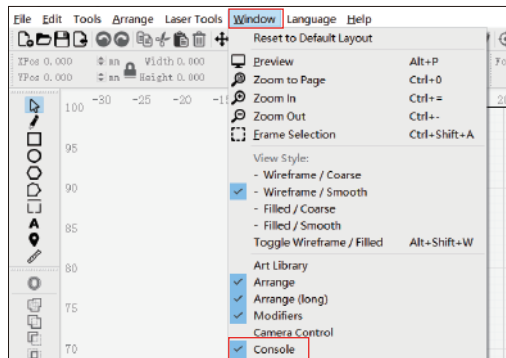 File Edit Tools Arrange Laser Tools Window Language Help
Reset to Default Layout
XPos 0.000 mm Width 0.000
YPos 0.000 mm Height 0.000
Preview Alt+P
Zoom to Page Ctrl+0
Zoom In Ctrl+=
Zoom Out Ctrl+-
Frame Selection Ctrl+Shift+A
View Style:
- Wireframe / Coarse
- Wireframe / Smooth
- Filled / Coarse
- Filled / Smooth
Toggle Wireframe / Filled Alt+Shift+W
Art Library
Arrange
Arrange (long)
Modifiers
Camera Control
Console
-30 -25 -20
100
95
90
85
80
75
70